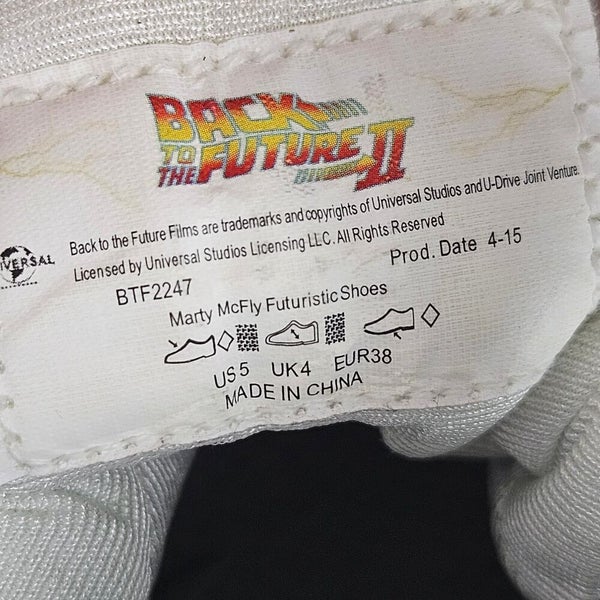 BACK
TO
THE FUTURE II
Back to the Future Films are trademarks and copyrights of Universal Studios and U-Drive Joint Venture.
Licensed by Universal Studios Licensing LLC. All Rights Reserved
VERSAL
BTF2247
Prod. Date 4-15
Marty McFly Futuristic Shoes
US 5 UK4 EUR38
MADE IN CHINA